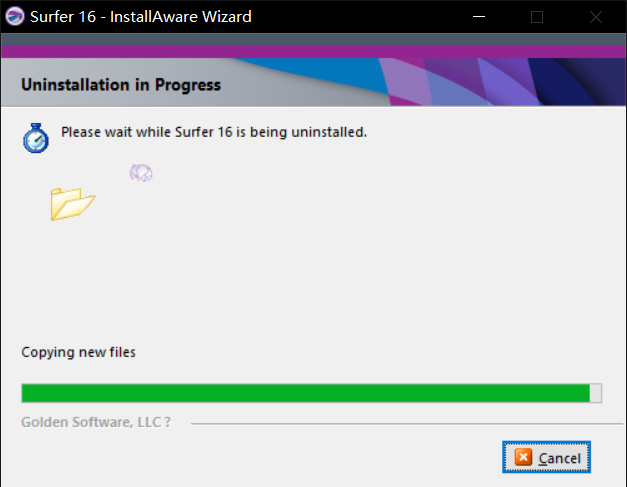 Surfer 16 - InstallAware Wizard
Uninstallation in Progress
Please wait while Surfer 16 is being uninstalled.
Copying new files
Golden Software, LLC ?
Cancel